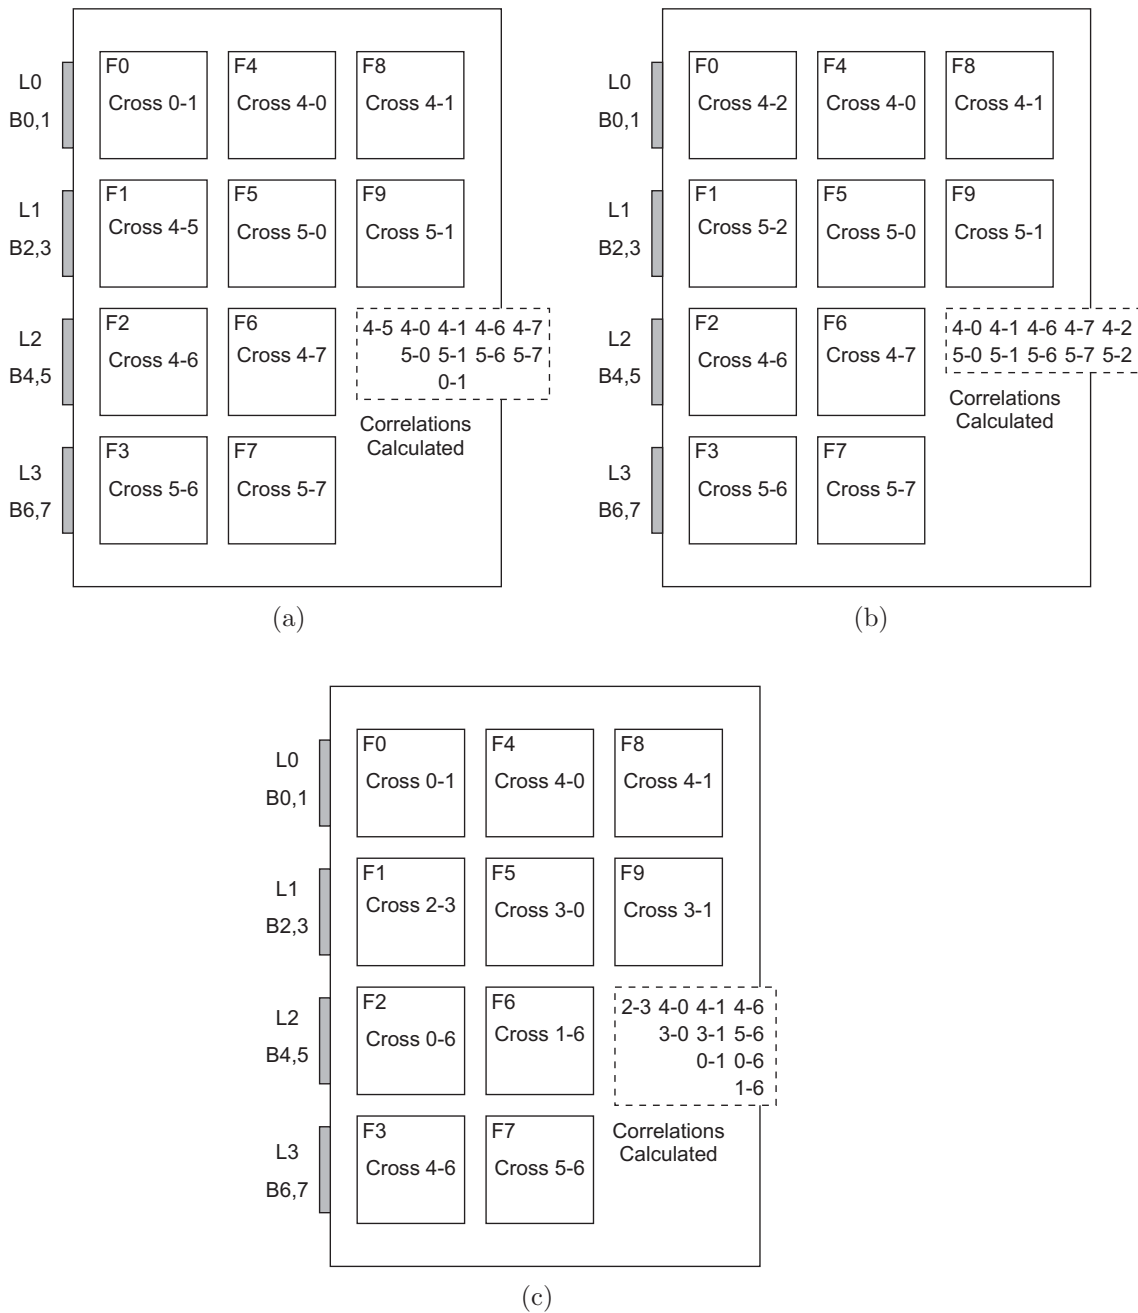 L0
B0,1
L1
B2,3
L2
B4,5
L3
B6,7
F0
Cross 0-1
F4
Cross 4-0
F8
Cross 4-1
F1
Cross 4-5
F5
Cross 5-0
F9
Cross 5-1
F2
Cross 4-6
F6
Cross 4-7
4-5 4-0 4-1 4-6 4-7
5-0 5-1 5-6 5-7
0-1
Correlations
Calculated
F3
Cross 5-6
F7
Cross 5-7
(a)
L0
B0,1
L1
B2,3
L2
B4,5
L3
B6,7
F0
Cross 4-2
F4
Cross 4-0
F8
Cross 4-1
F1
Cross 5-2
F5
Cross 5-0
F9
Cross 5-1
F2
Cross 4-6
F6
Cross 4-7
4-0 4-1 4-6 4-7 4-2
5-0 5-1 5-6 5-7 5-2
Correlations
Calculated
F3
Cross 5-6
F7
Cross 5-7
(b)
L0
B0,1
L1
B2,3
L2
B4,5
L3
B6,7
F0
Cross 0-1
F4
Cross 4-0
F8
Cross 4-1
F1
Cross 2-3
F5
Cross 3-0
F9
Cross 3-1
F2
Cross 0-6
F6
Cross 1-6
2-3 4-0 4-1 4-6
3-0 3-1 5-6
0-1 0-6
1-6
Correlations
Calculated
F3
Cross 4-6
F7
Cross 5-6
(c)